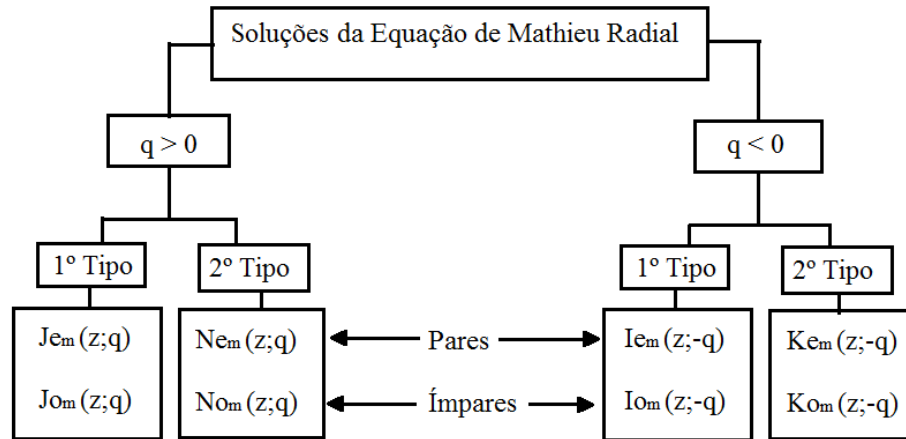 Soluções da Equação de Mathieu Radial
q > 0
q < 0
1º Tipo
2º Tipo
1º Tipo
2º Tipo
Jem (z;q)
Jom (z;q)
Nem (z;q)
Nom (z;q)
Pares
Ímpares
Iem (z;-q)
Iom (z;-q)
Kem (z;-q)
Kom (z;-q)